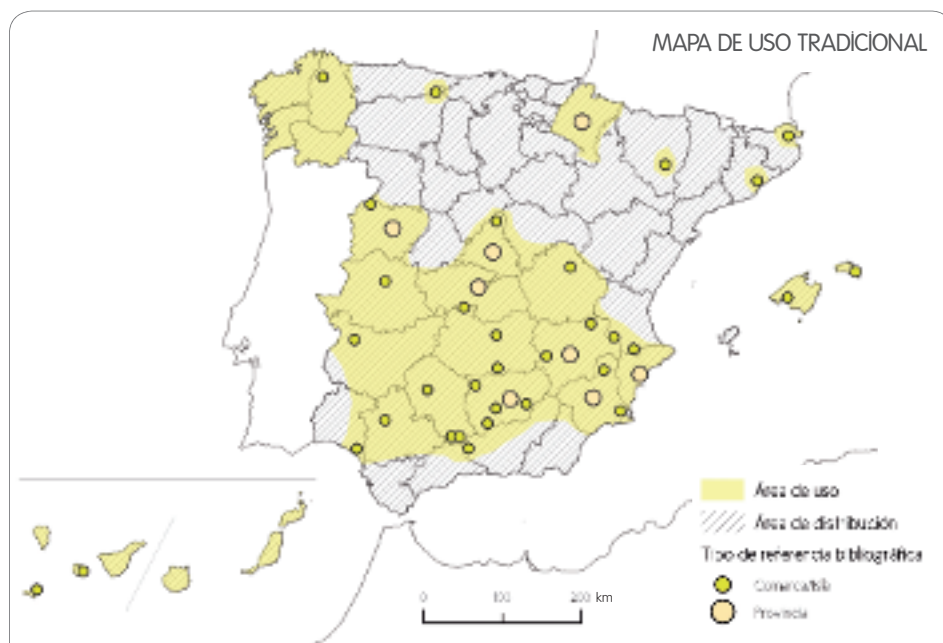 MAPA DE USO TRADICIONAL
Área de uso
Área de distribución
Tipo de referencia bibliográfica
Comarca/Isla
Provincia
0 100 200 km